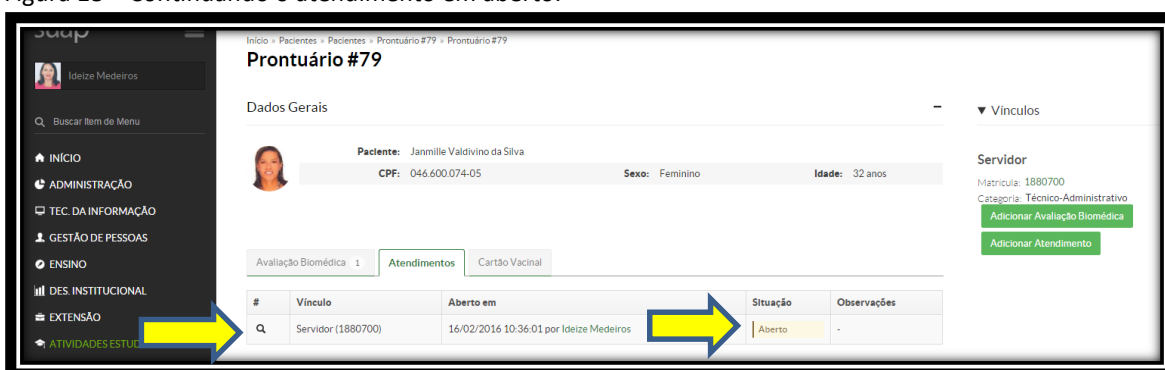 suap
Ideize Medeiros
Buscar Item de Menu
INÍCIO
ADMINISTRAÇÃO
TEC. DA INFORMAÇÃO
GESTÃO DE PESSOAS
ENSINO
DES. INSTITUCIONAL
EXTENSÃO
ATIVIDADES
Início » Pacientes » Pacientes » Prontuário #79 » Prontuário #79
Prontuário #79
Dados Gerais
Paciente: Janmille Valdivino da Silva
CPF: 046.600.074-05 Sexo: Feminino Idade: 32 anos
Avaliação Biomédica 1 Atendimentos Cartão Vacinal
# Vínculo Aberto em Situação Observações
Servidor (1880700) 16/02/2016 10:36:01 por Ideize Medeiros Aberto -
Vínculos
Servidor
Matrícula: 1880700
Categoria: Técnico-Administrativo
Adicionar Avaliação Biomédica
Adicionar Atendimento